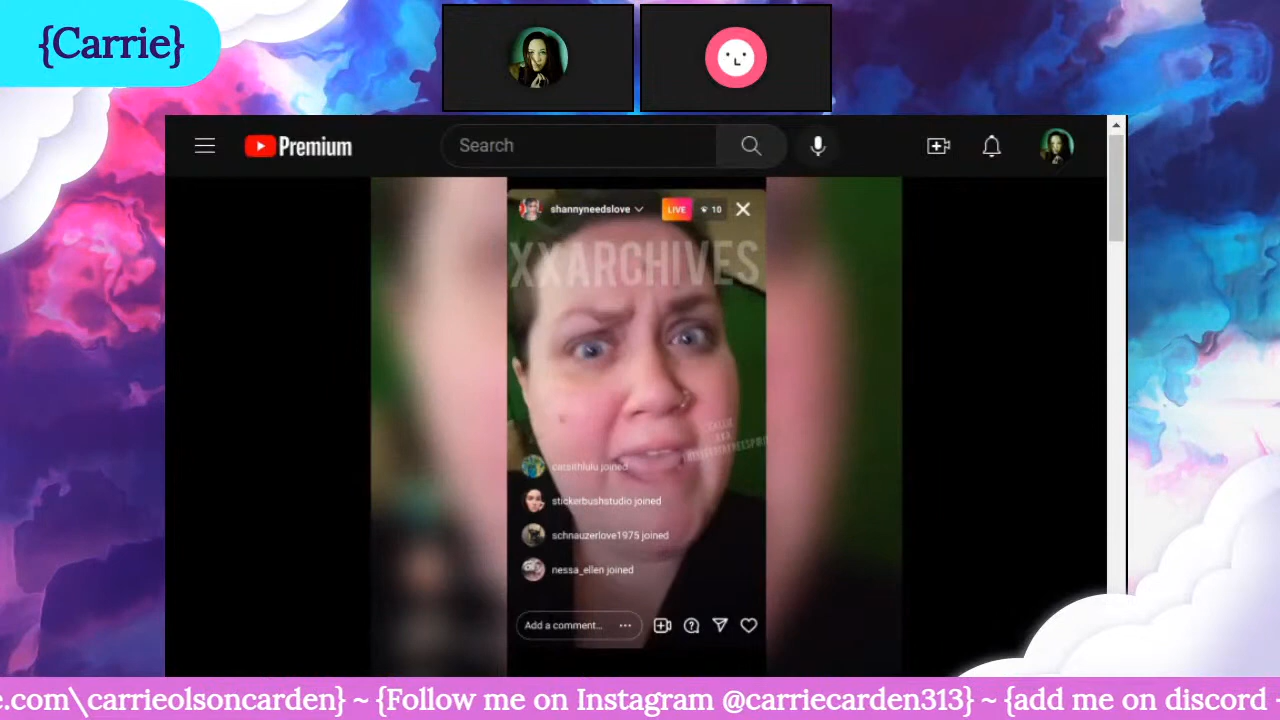 {Carrie}
Premium
Search
shannyneedslove
LIVE
10
XXARCHIVES
catsithlulu joined
stickerbushstudio joined
schnauzerlove1975 joined
nessa_ellen joined
Add a comment...
e.com\carrieolsoncarden} ~ {Follow me on Instagram @carriecarden313} ~ {add me on discord